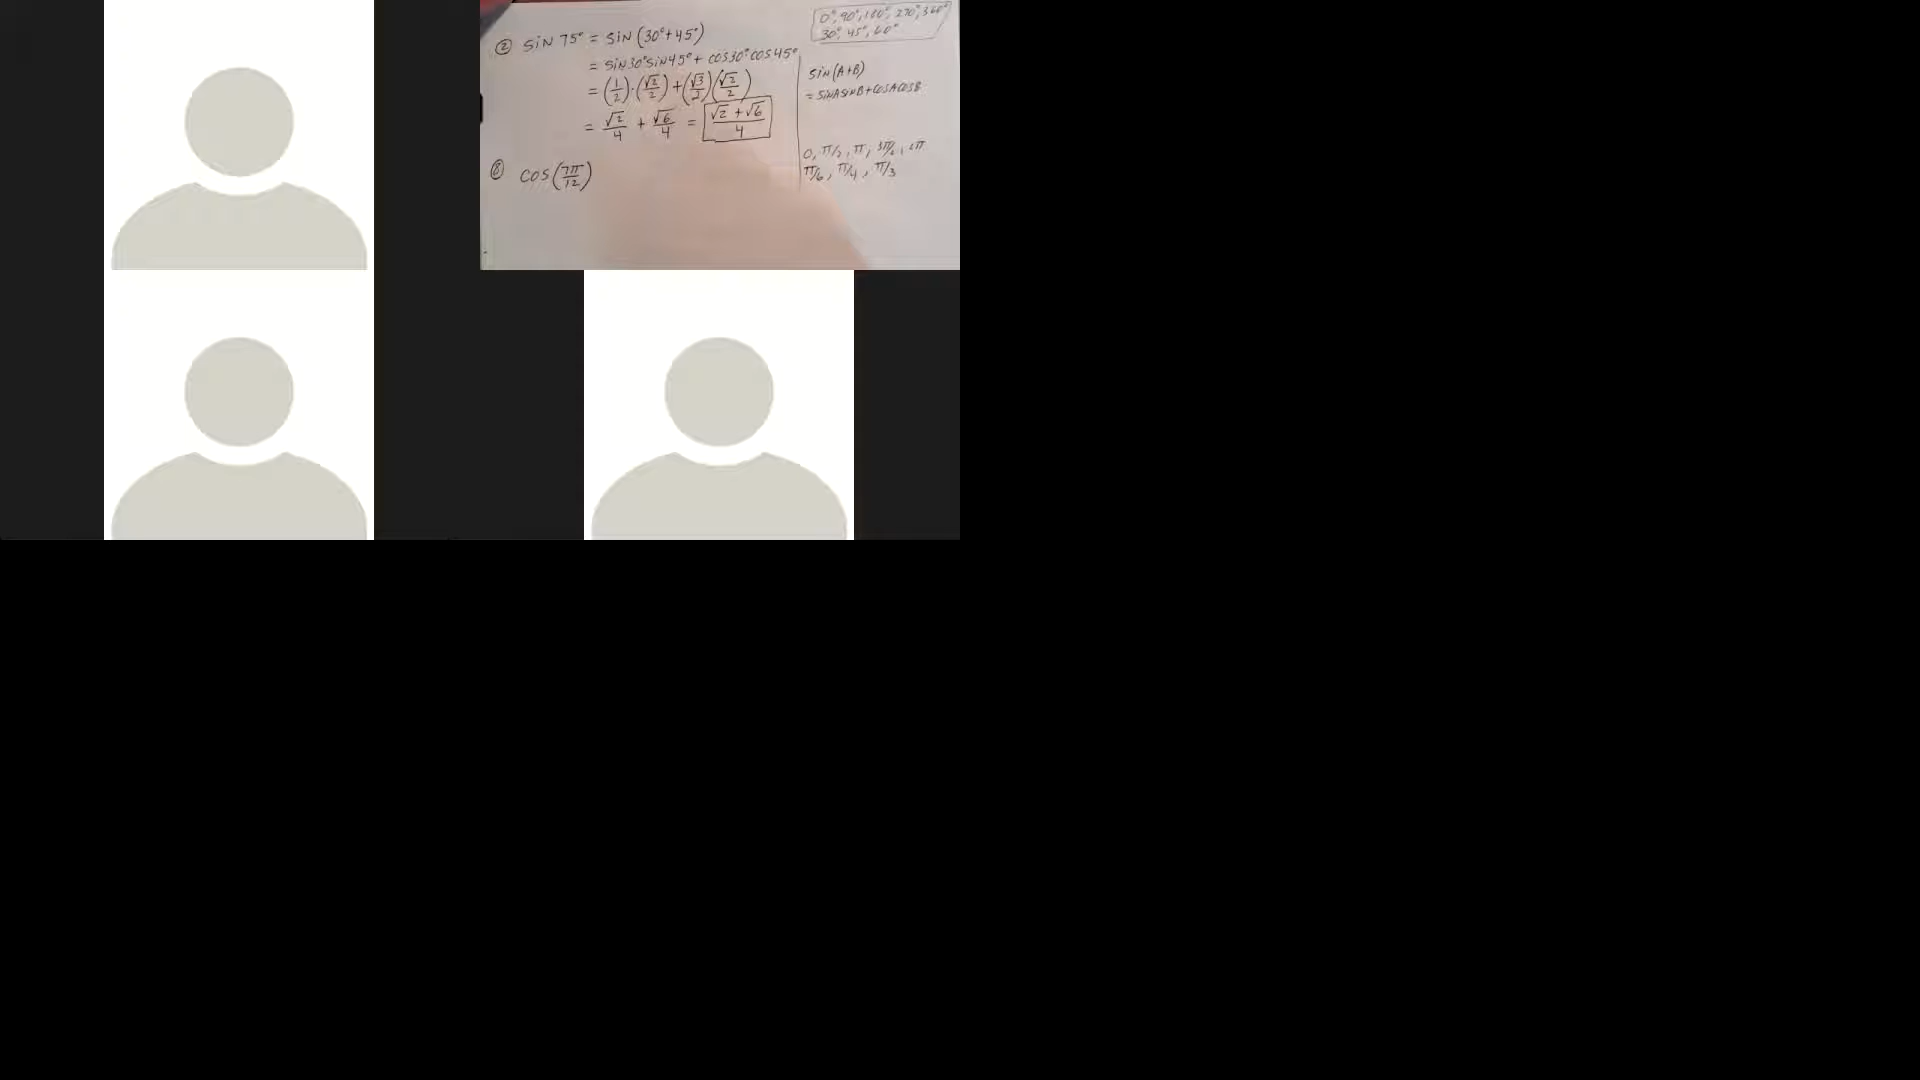 ② sin 75° = sin (30°+45°)
= sin30°sin45° + cos30°cos45°
= (1/2)·(√2/2) + (√3/2)(√2/2)
= √2/4 + √6/4 = (√2 + √6)/4
⑧ cos(7π/12)
0°, 90°, 180°, 270°, 360°
30°, 45°, 60°
sin(A+B)
= sinAsinB+cosAcosB
0, π/2, π, 3π/2, 2π
π/6, π/4, π/3